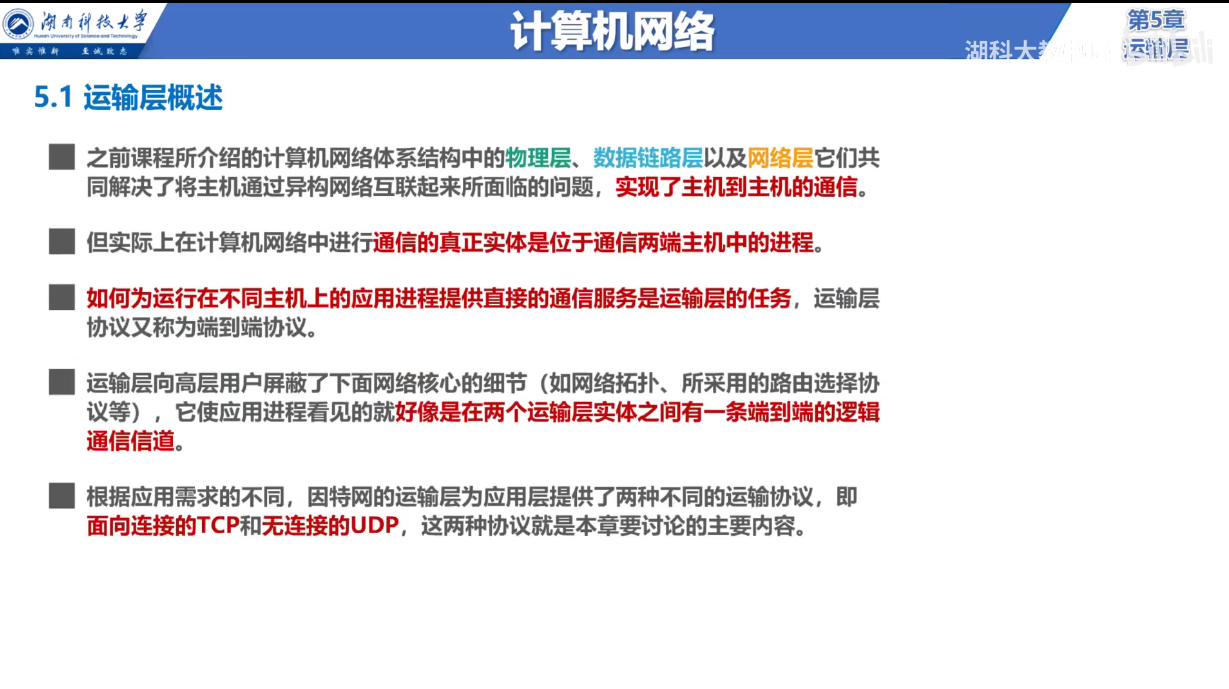 湖南科技大学
Hunan University of Science and Technology
唯实惟新 至诚致志
计算机网络
第5章
运输层
湖科大教
5.1 运输层概述
之前课程所介绍的计算机网络体系结构中的物理层、数据链路层以及网络层它们共
同解决了将主机通过异构网络互联起来所面临的问题，实现了主机到主机的通信。
但实际上在计算机网络中进行通信的真正实体是位于通信两端主机中的进程。
如何为运行在不同主机上的应用进程提供直接的通信服务是运输层的任务，运输层
协议又称为端到端协议。
运输层向高层用户屏蔽了下面网络核心的细节（如网络拓扑、所采用的路由选择协
议等），它使应用进程看见的就好像是在两个运输层实体之间有一条端到端的逻辑
通信信道。
根据应用需求的不同，因特网的运输层为应用层提供了两种不同的运输协议，即
面向连接的TCP和无连接的UDP，这两种协议就是本章要讨论的主要内容。